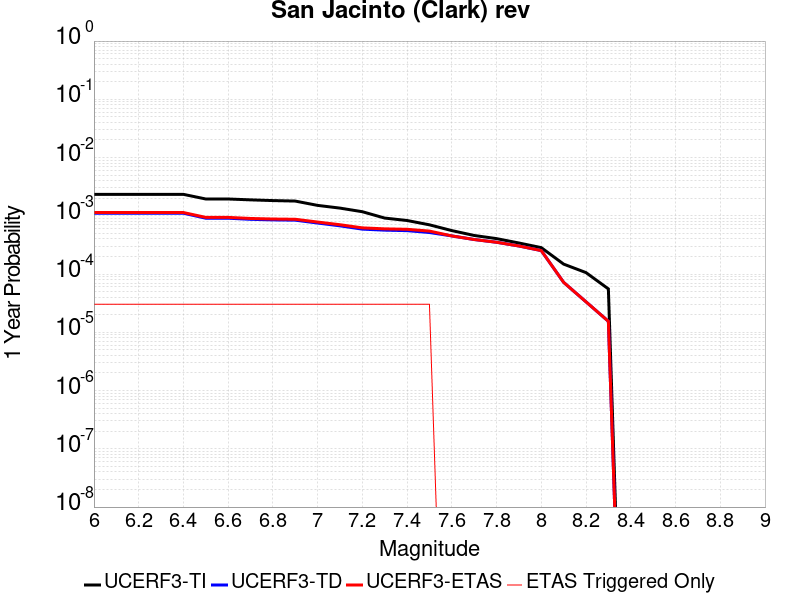 San Jacinto (Clark) rev
10 0
10 -1
10 -2
10 -3
10 -4
10 -5
10 -6
10 -7
10 -8
1 Year Probability
6 6.2 6.4 6.6 6.8 7 7.2 7.4 7.6 7.8 8 8.2 8.4 8.6 8.8 9
Magnitude
UCERF3-TI UCERF3-TD UCERF3-ETAS ETAS Triggered Only